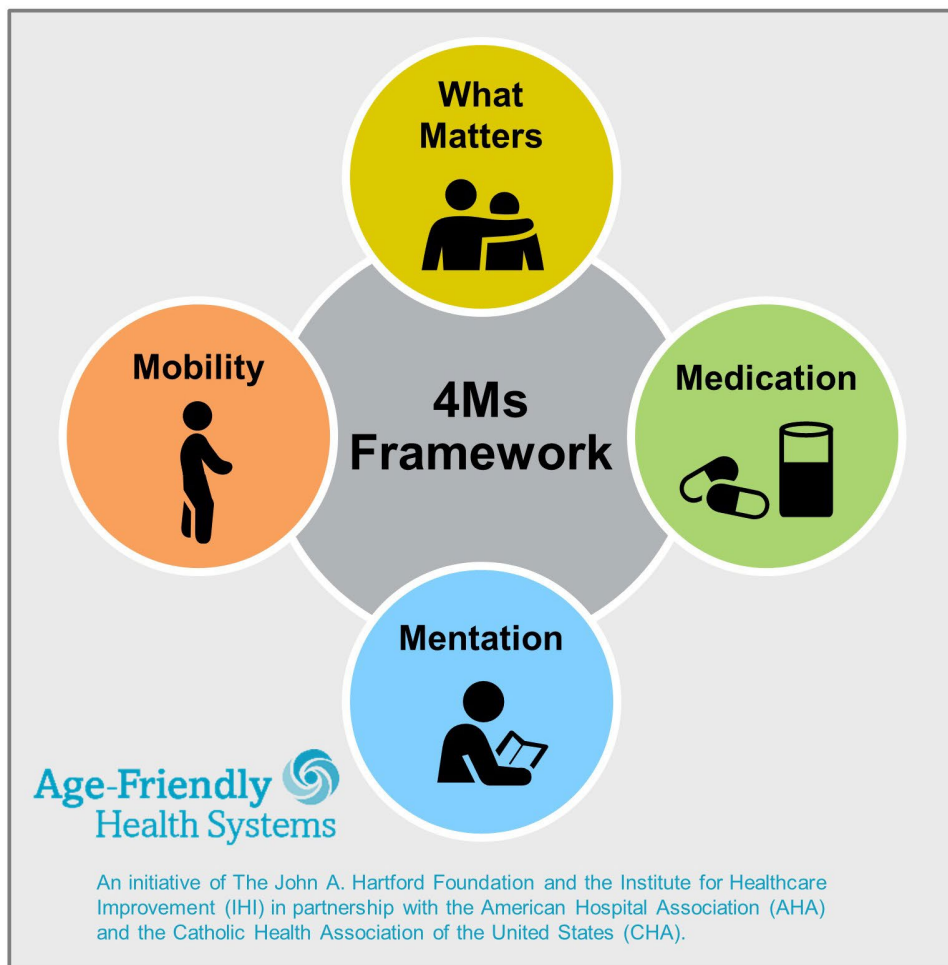 What
Matters
Mobility
4Ms
Framework
Medication
Mentation
Age-Friendly
Health Systems
An initiative of The John A. Hartford Foundation and the Institute for Healthcare
Improvement (IHI) in partnership with the American Hospital Association (AHA)
and the Catholic Health Association of the United States (CHA).